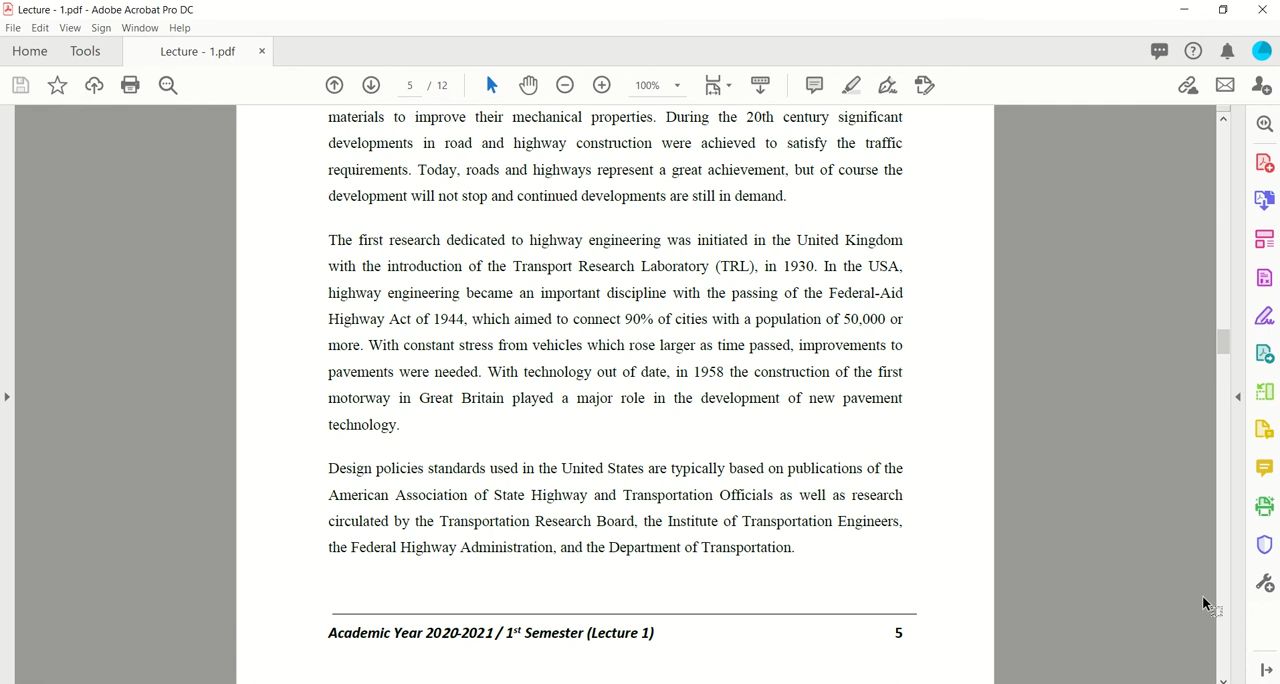 Lecture - 1.pdf - Adobe Acrobat Pro DC
File Edit View Sign Window Help
Home Tools Lecture - 1.pdf ×
5 / 12 100%
materials to improve their mechanical properties. During the 20th century significant
developments in road and highway construction were achieved to satisfy the traffic
requirements. Today, roads and highways represent a great achievement, but of course the
development will not stop and continued developments are still in demand.
The first research dedicated to highway engineering was initiated in the United Kingdom
with the introduction of the Transport Research Laboratory (TRL), in 1930. In the USA,
highway engineering became an important discipline with the passing of the Federal-Aid
Highway Act of 1944, which aimed to connect 90% of cities with a population of 50,000 or
more. With constant stress from vehicles which rose larger as time passed, improvements to
pavements were needed. With technology out of date, in 1958 the construction of the first
motorway in Great Britain played a major role in the development of new pavement
technology.
Design policies standards used in the United States are typically based on publications of the
American Association of State Highway and Transportation Officials as well as research
circulated by the Transportation Research Board, the Institute of Transportation Engineers,
the Federal Highway Administration, and the Department of Transportation.
Academic Year 2020-2021 / 1st Semester (Lecture 1) 5